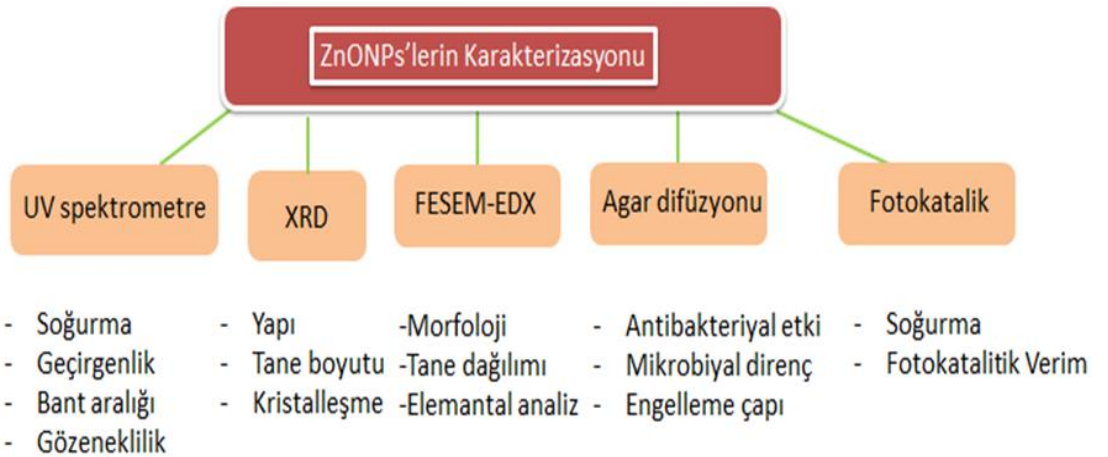 ZnONPs'lerin Karakterizasyonu
UV spektrometre
- Soğurma
- Geçirgenlik
- Bant aralığı
- Gözeneklilik
XRD
- Yapı
- Tane boyutu
- Kristalleşme
FESEM-EDX
-Morfoloji
-Tane dağılımı
-Elemantal analiz
Agar difüzyonu
- Antibakteriyal etki
- Mikrobiyal direnç
- Engelleme çapı
Fotokatalik
- Soğurma
- Fotokatalitik Verim